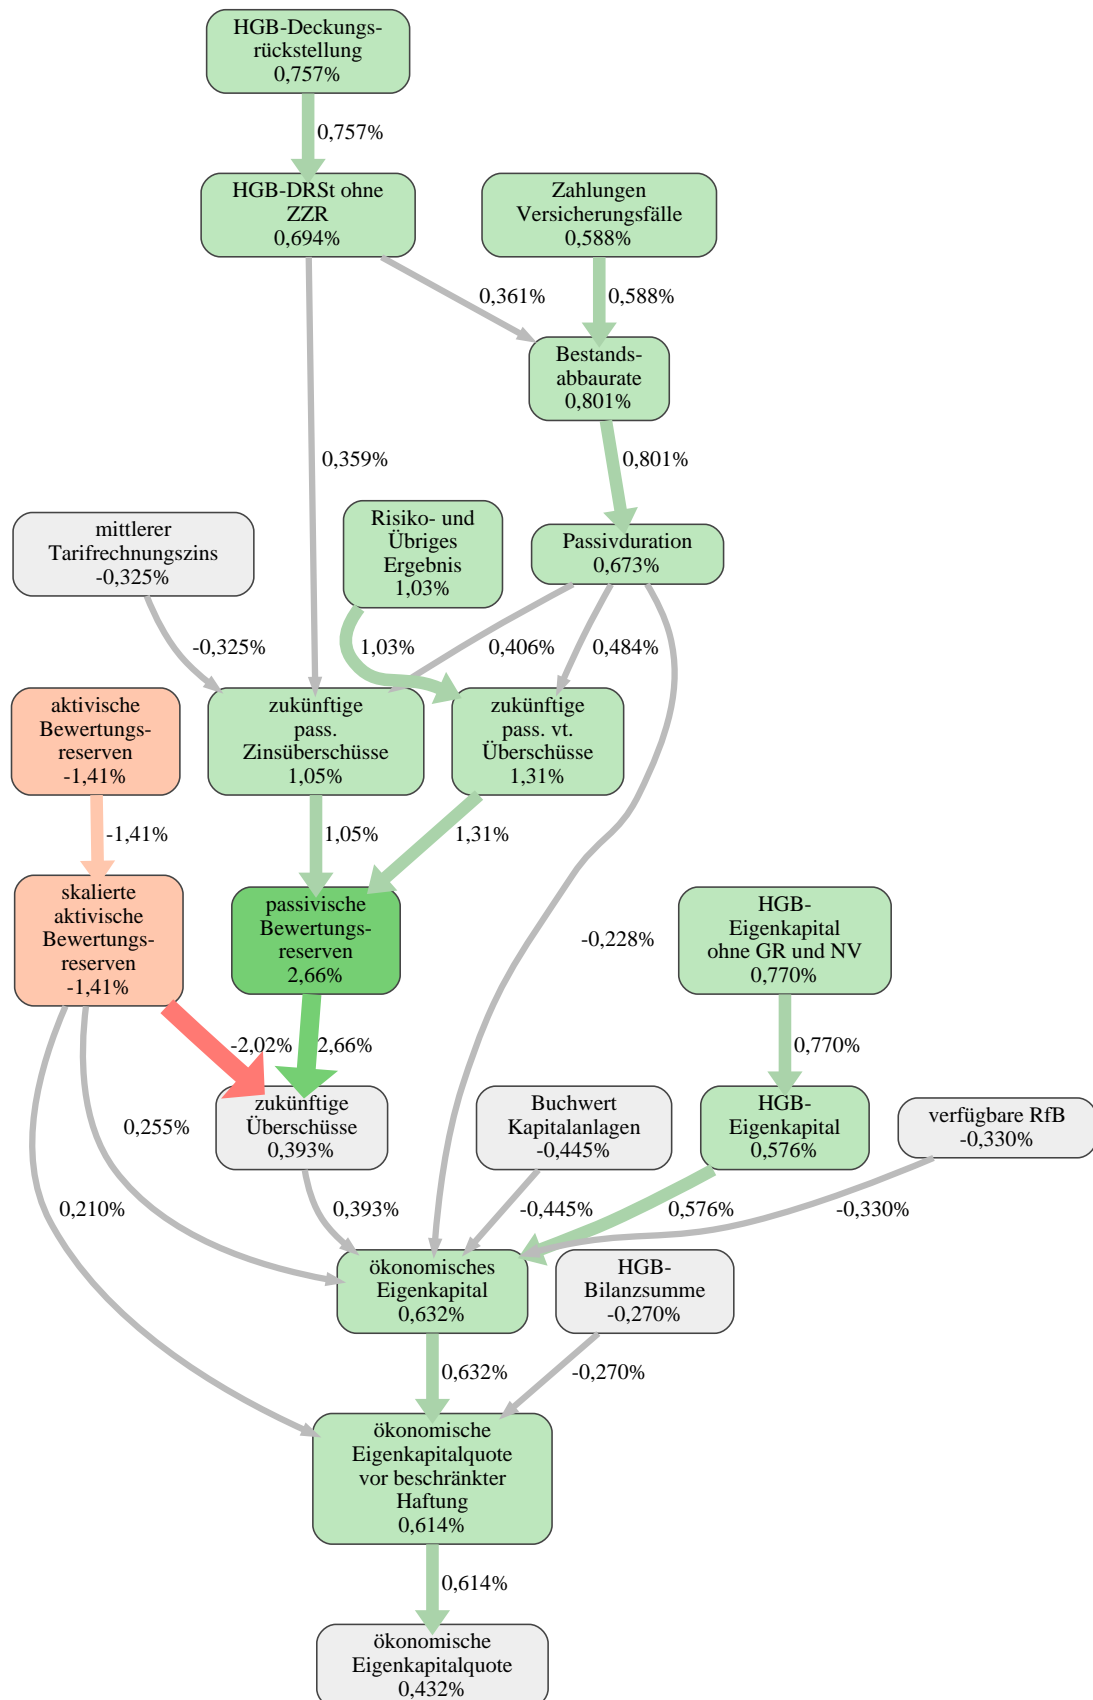 HGB-Deckungs-
rückstellung
0,757%
0,757%
HGB-DRSt ohne
ZZR
0,694%
Zahlungen
Versicherungsfälle
0,588%
0,361%
0,588%
Bestands-
abbaurate
0,801%
0,359%
0,801%
mittlerer
Tarifrechnungszins
-0,325%
Risiko- und
Übriges
Ergebnis
1,03%
Passivduration
0,673%
-0,325%
1,03%
0,406%
0,484%
aktivische
Bewertungs-
reserven
-1,41%
zukünftige
pass.
Zinsüberschüsse
1,05%
zukünftige
pass. vt.
Überschüsse
1,31%
-1,41%
1,05%
1,31%
skalierte
aktivische
Bewertungs-
reserven
-1,41%
passivische
Bewertungs-
reserven
2,66%
-0,228%
HGB-
Eigenkapital
ohne GR und NV
0,770%
-2,02%
2,66%
0,770%
0,255%
zukünftige
Überschüsse
0,393%
Buchwert
Kapitalanlagen
-0,445%
HGB-
Eigenkapital
0,576%
verfügbare RfB
-0,330%
0,210%
0,393%
-0,445%
0,576%
-0,330%
ökonomisches
Eigenkapital
0,632%
HGB-
Bilanzsumme
-0,270%
0,632%
-0,270%
ökonomische
Eigenkapitalquote
vor beschränkter
Haftung
0,614%
0,614%
ökonomische
Eigenkapitalquote
0,432%